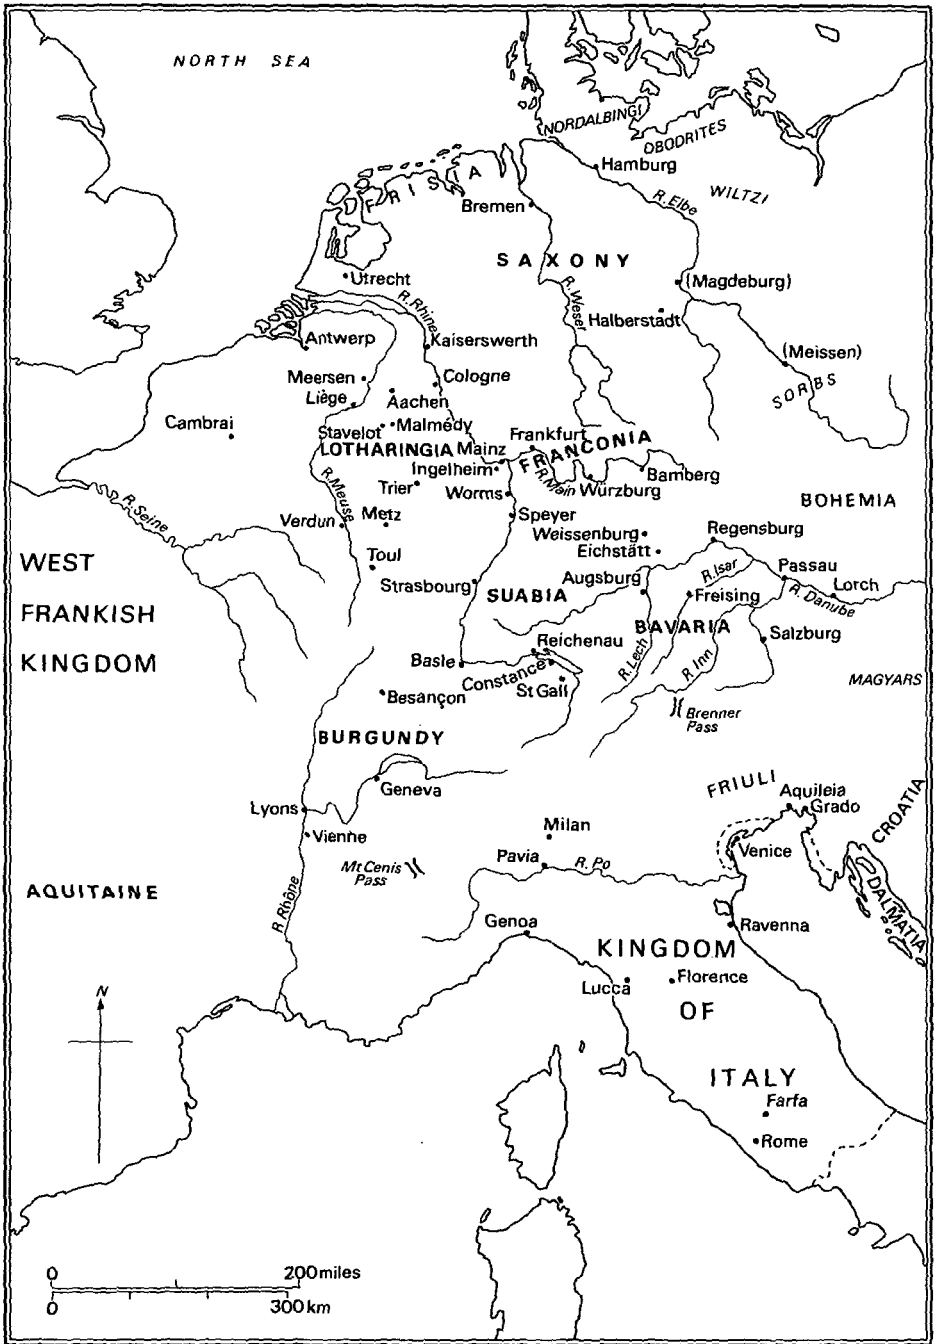 NORTH SEA
NORDALBINGI
OBODRITES
Hamburg
FRISIA
R. Elbe
WILTZI
Bremen
SAXONY
Utrecht
(Magdeburg)
R. Rhine
R. Weser
Halberstadt
Antwerp
Kaiserswerth
(Meissen)
Meersen
Cologne
SORBS
Liège
Aachen
Cambrai
Malmédy
Stavelot
Frankfurt
LOTHARINGIA
Mainz
FRANCONIA
Ingelheim
Bamberg
R. Meuse
Trier
R. Main
Würzburg
Worms
BOHEMIA
R. Seine
Metz
Speyer
Verdun
Regensburg
Weissenburg
Eichstätt
WEST
Toul
R. Isar
Passau
Augsburg
Strasbourg
Lorch
SUABIA
Freising
R. Danube
FRANKISH
BAVARIA
Salzburg
Reichenau
KINGDOM
Basle
R. Lech
R. Inn
Constance
MAGYARS
Besançon
St Gall
Brenner
Pass
BURGUNDY
FRIULI
Geneva
Aquileia
Grado
CROATIA
Lyons
Milan
Vienne
Venice
Pavia
R. Po
Mt Cenis
Pass
AQUITAINE
DALMATIA
R. Rhône
Genoa
Ravenna
KINGDOM
Lucca
Florence
N
OF
ITALY
Farfa
Rome
0 200 miles
0 300 km